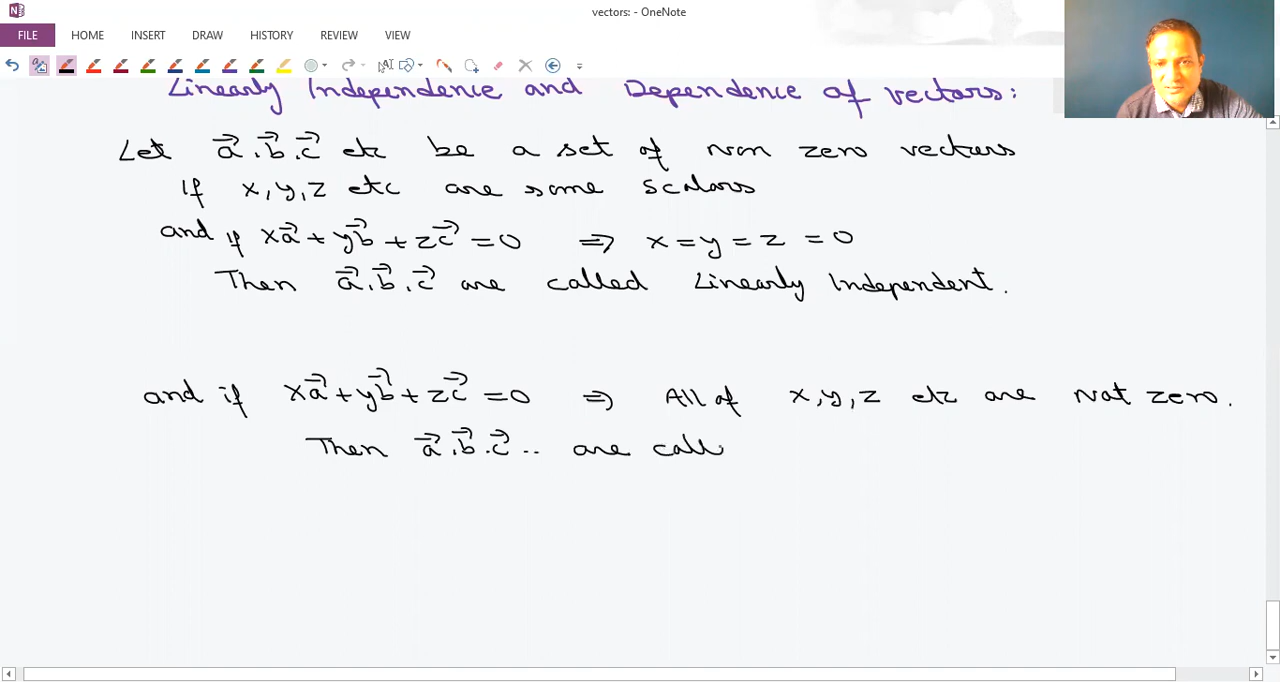 vectors: - OneNote
FILE HOME INSERT DRAW HISTORY REVIEW VIEW
Linearly Independence and Dependence of vectors:
Let a⃗, b⃗, c⃗ etc be a set of non zero vectors
If x, y, z etc are some scalars
and if xa⃗ + yb⃗ + zc⃗ = 0 ⇒ x = y = z = 0
Then a⃗, b⃗, c⃗ are called Linearly Independent.
and if xa⃗ + yb⃗ + zc⃗ = 0 ⇒ All of x, y, z etc are not zero.
Then a⃗, b⃗, c⃗ .. are call